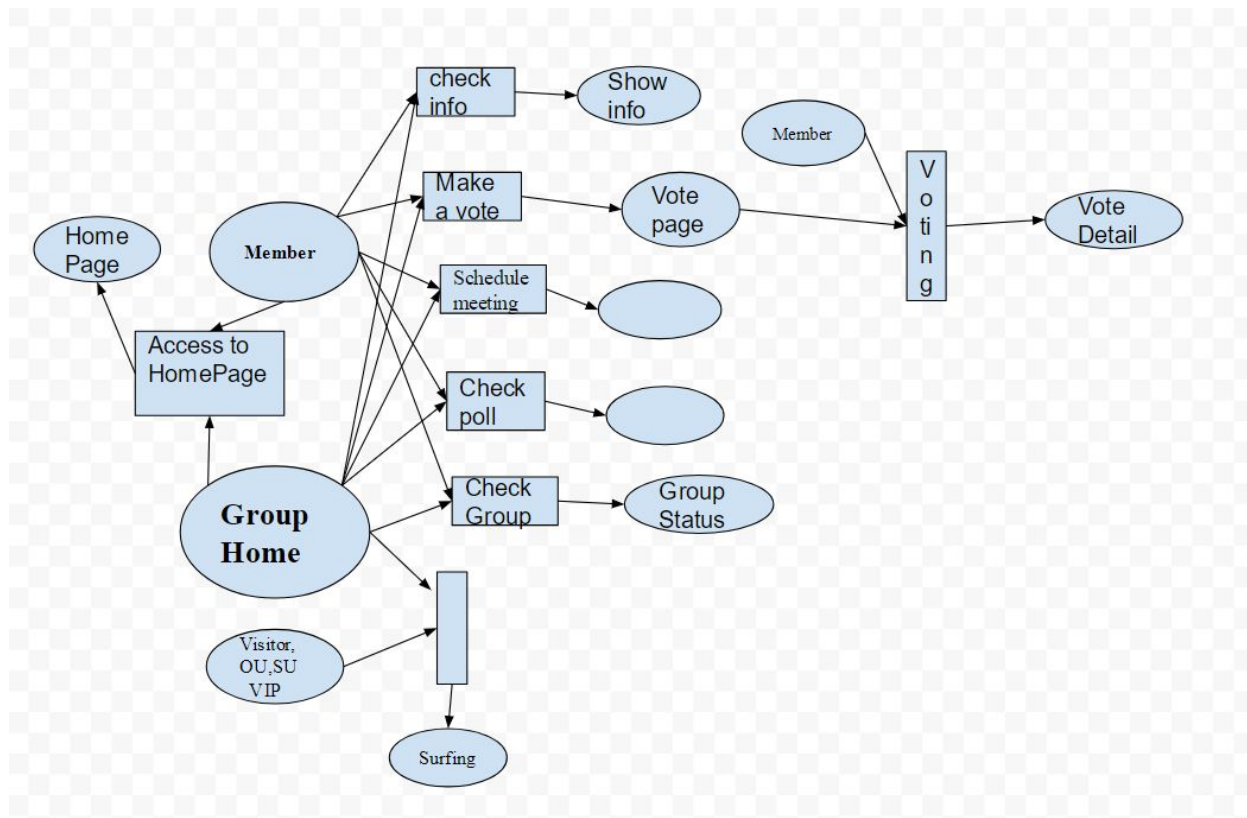 check
info
Show
info
Member
Make
a vote
Vote
page
V
o
ti
n
g
Vote
Detail
Home
Page
Member
Schedule
meeting
Access to
HomePage
Check
poll
Group
Home
Check
Group
Group
Status
Visitor,
OU,SU
VIP
Surfing